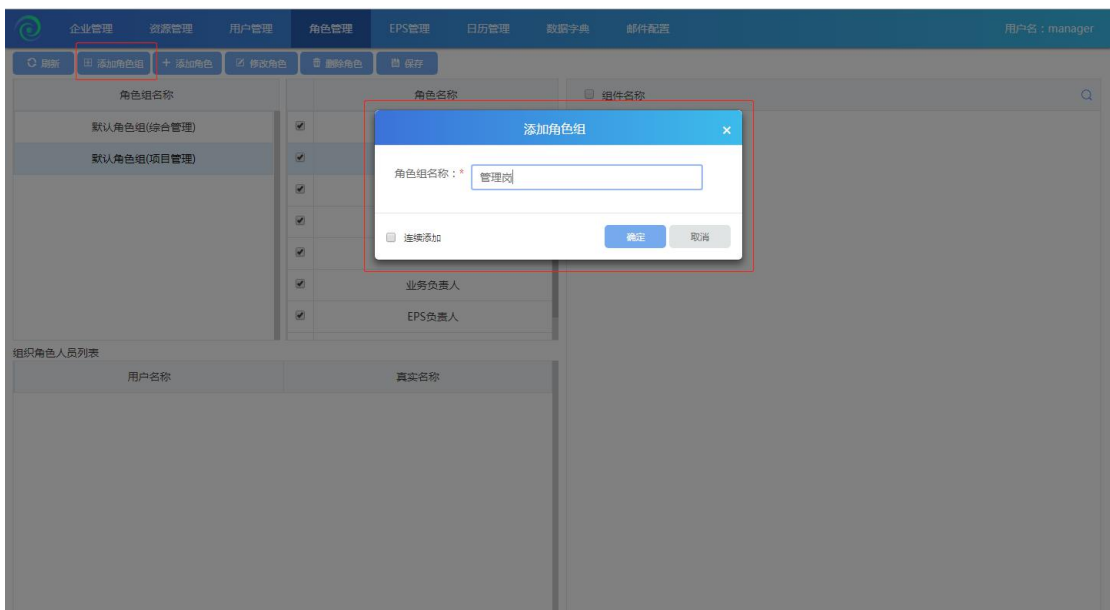 企业管理 资源管理 用户管理 角色管理 EPS管理 日历管理 数据字典 邮件配置 用户名：manager
刷新 添加角色组 添加角色 修改角色 删除角色 保存
角色组名称 角色名称 组件名称
默认角色组(综合管理)
默认角色组(项目管理)
添加角色组 ×
角色组名称：* 管理岗
连续添加 确定 取消
业务负责人
EPS负责人
组织角色人员列表
用户名称 真实名称